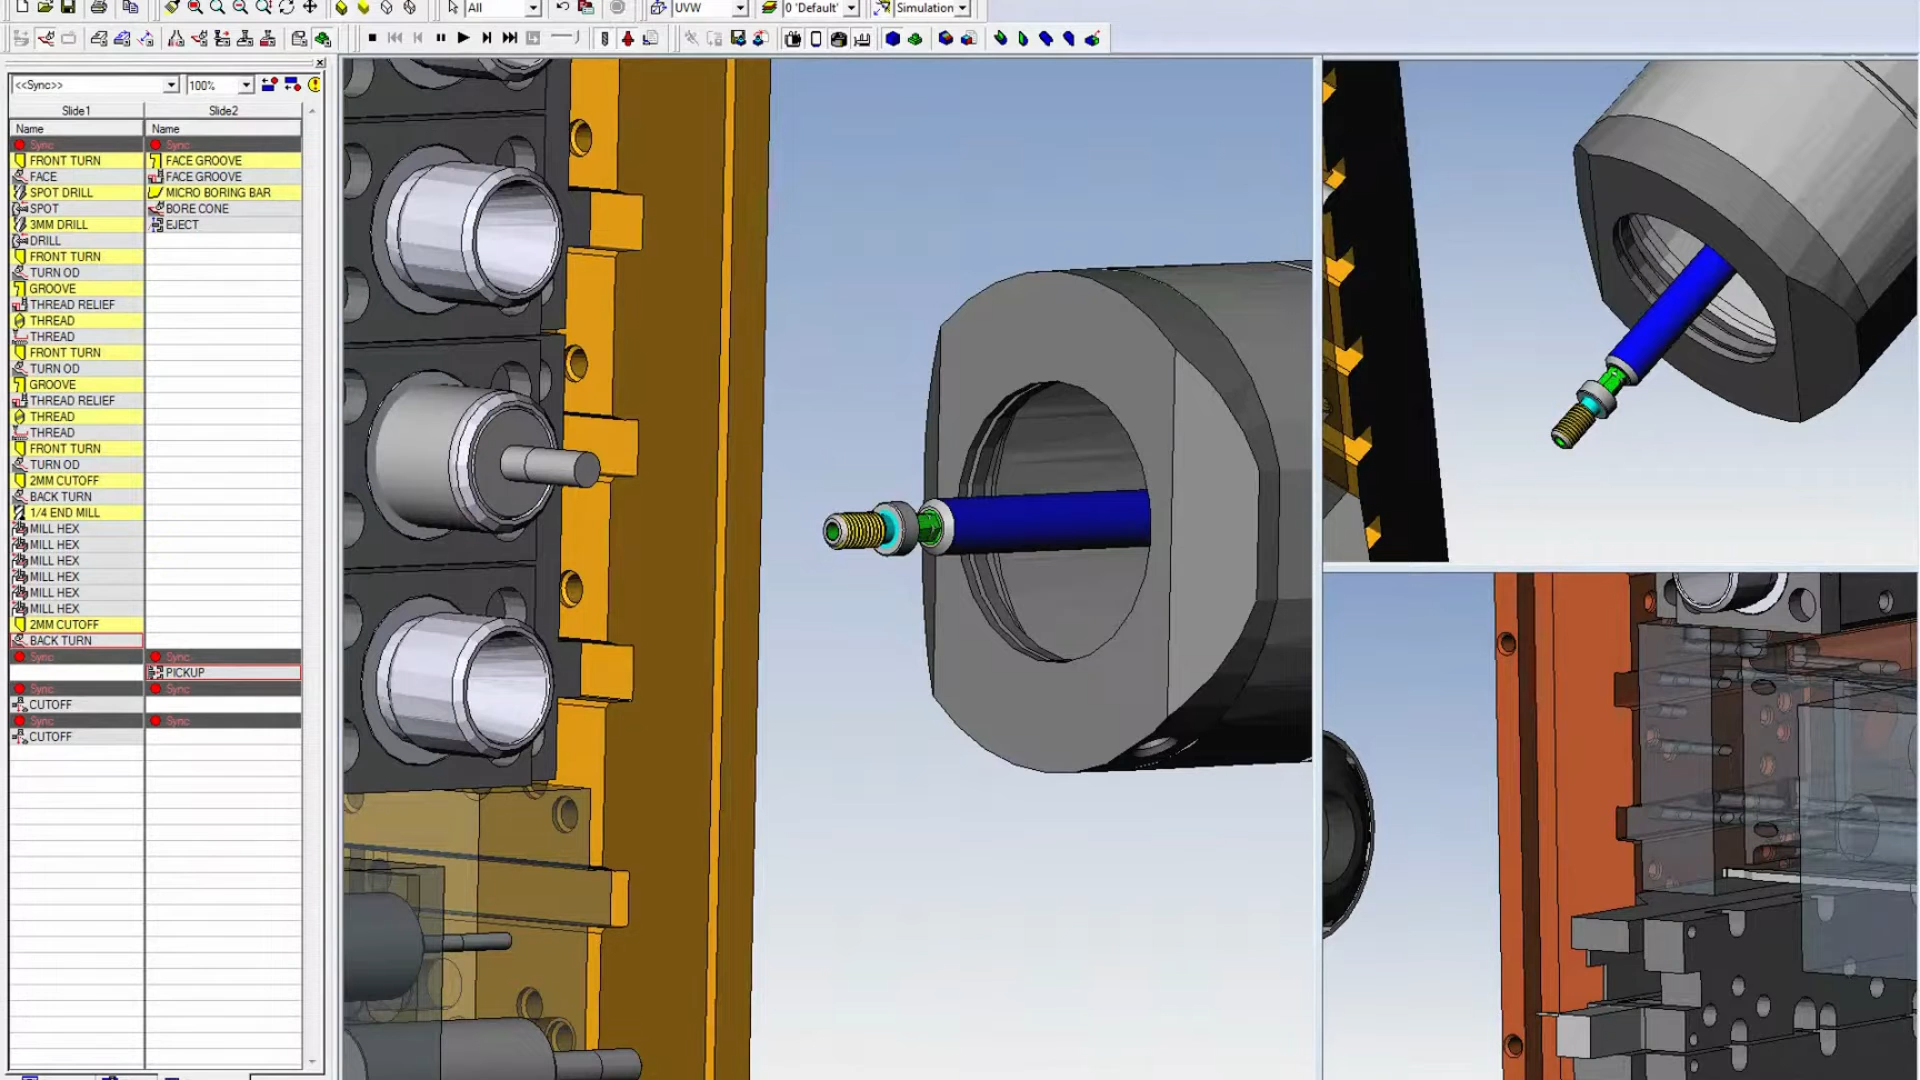 All
UVW
0 'Default'
Simulation
<<Sync>>
100%
Slide1
Slide2
Name
Name
Sync
Sync
FRONT TURN
FACE GROOVE
FACE
FACE GROOVE
SPOT DRILL
MICRO BORING BAR
SPOT
BORE CONE
3MM DRILL
EJECT
DRILL
FRONT TURN
TURN OD
GROOVE
THREAD RELIEF
THREAD
THREAD
FRONT TURN
TURN OD
GROOVE
THREAD RELIEF
THREAD
THREAD
FRONT TURN
TURN OD
2MM CUTOFF
BACK TURN
1/4 END MILL
MILL HEX
MILL HEX
MILL HEX
MILL HEX
MILL HEX
MILL HEX
2MM CUTOFF
BACK TURN
Sync
Sync
PICKUP
Sync
Sync
CUTOFF
Sync
Sync
CUTOFF